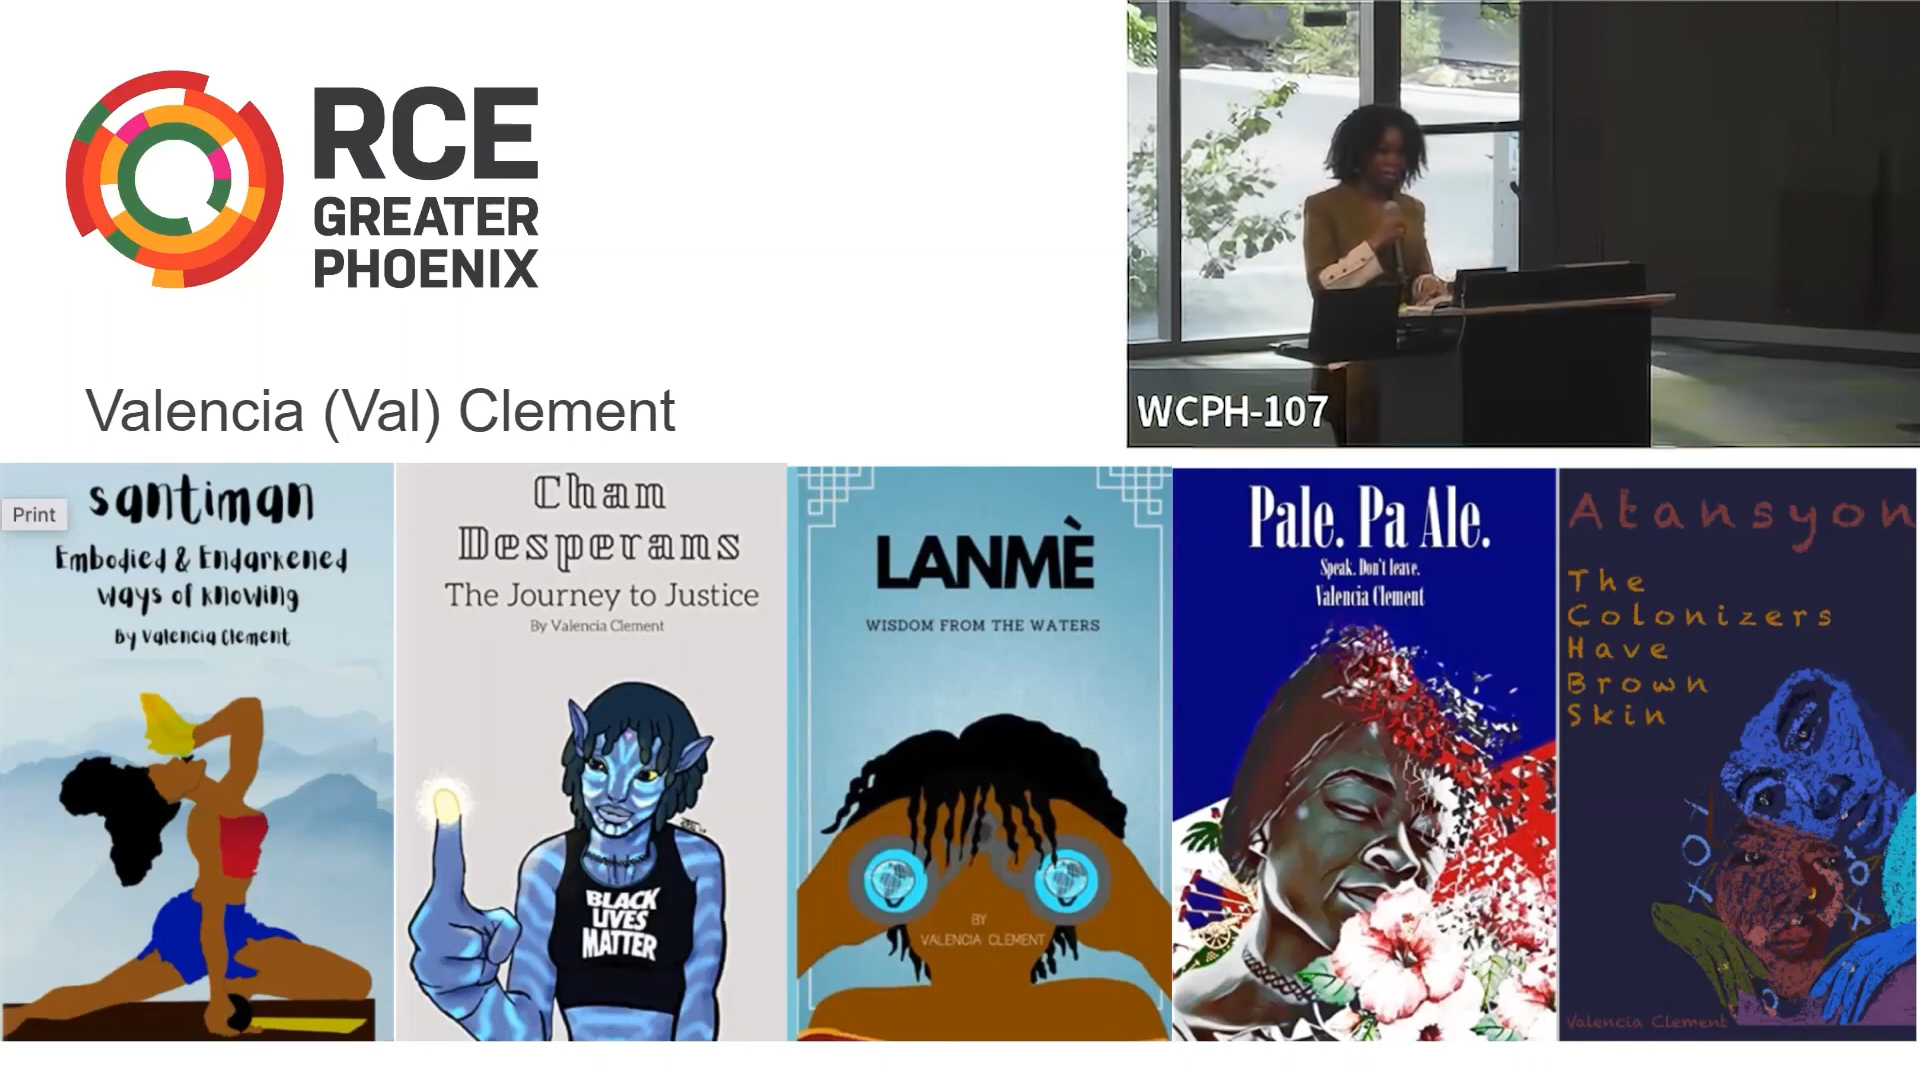 RCE
GREATER
PHOENIX
WCPH-107
Valencia (Val) Clement
Print
santiman
Embodied & Endarkened
ways of knowing
By Valencia Clement
Chan
Desperans
The Journey to Justice
By Valencia Clement
BLACK
LIVES
MATTER
LANMÈ
WISDOM FROM THE WATERS
BY
VALENCIA CLEMENT
Pale. Pa Ale.
Speak. Don't leave.
Valencia Clement
Atansyon
The
Colonizers
Have
Brown
Skin
Valencia Clement